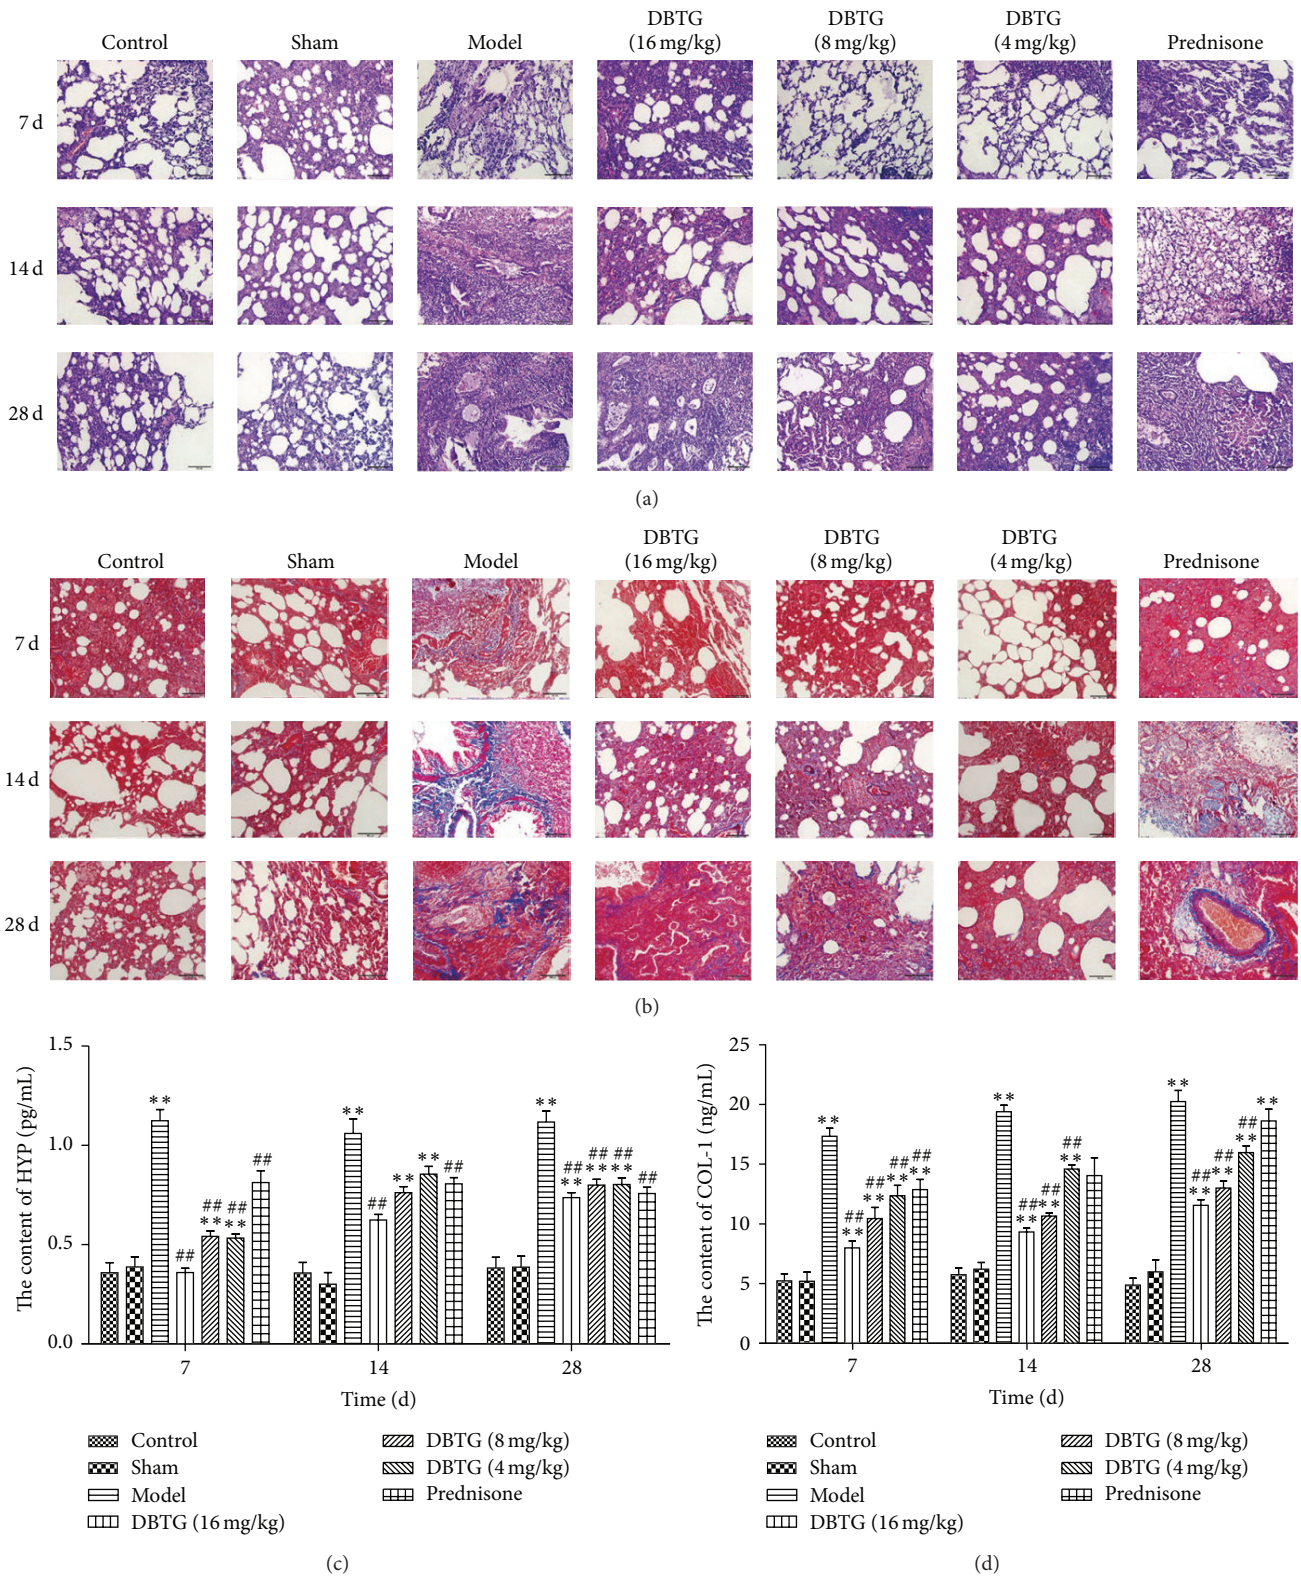 DBTG DBTG DBTG
Control Sham Model (16 mg/kg) (8 mg/kg) (4 mg/kg) Prednisone
7 d
14 d
28 d
(a)
DBTG DBTG DBTG
Control Sham Model (16 mg/kg) (8 mg/kg) (4 mg/kg) Prednisone
7 d
14 d
28 d
(b)
The content of HYP (pg/mL)
1.5
1.0
0.5
0.0
** ## ## ** ## ** ##
** ## ** ** ##
** ## ** ## ** ## ** ##
7 14 28
Time (d)
Control
Sham
Model
DBTG (16 mg/kg)
DBTG (8 mg/kg)
DBTG (4 mg/kg)
Prednisone
(c)
The content of COL-1 (ng/mL)
25
20
15
10
5
0
** ## ** ## ** ## ** ## **
** ## ** ## ** ## **
** ## ** ## ** ## ** **
7 14 28
Time (d)
Control
Sham
Model
DBTG (16 mg/kg)
DBTG (8 mg/kg)
DBTG (4 mg/kg)
Prednisone
(d)